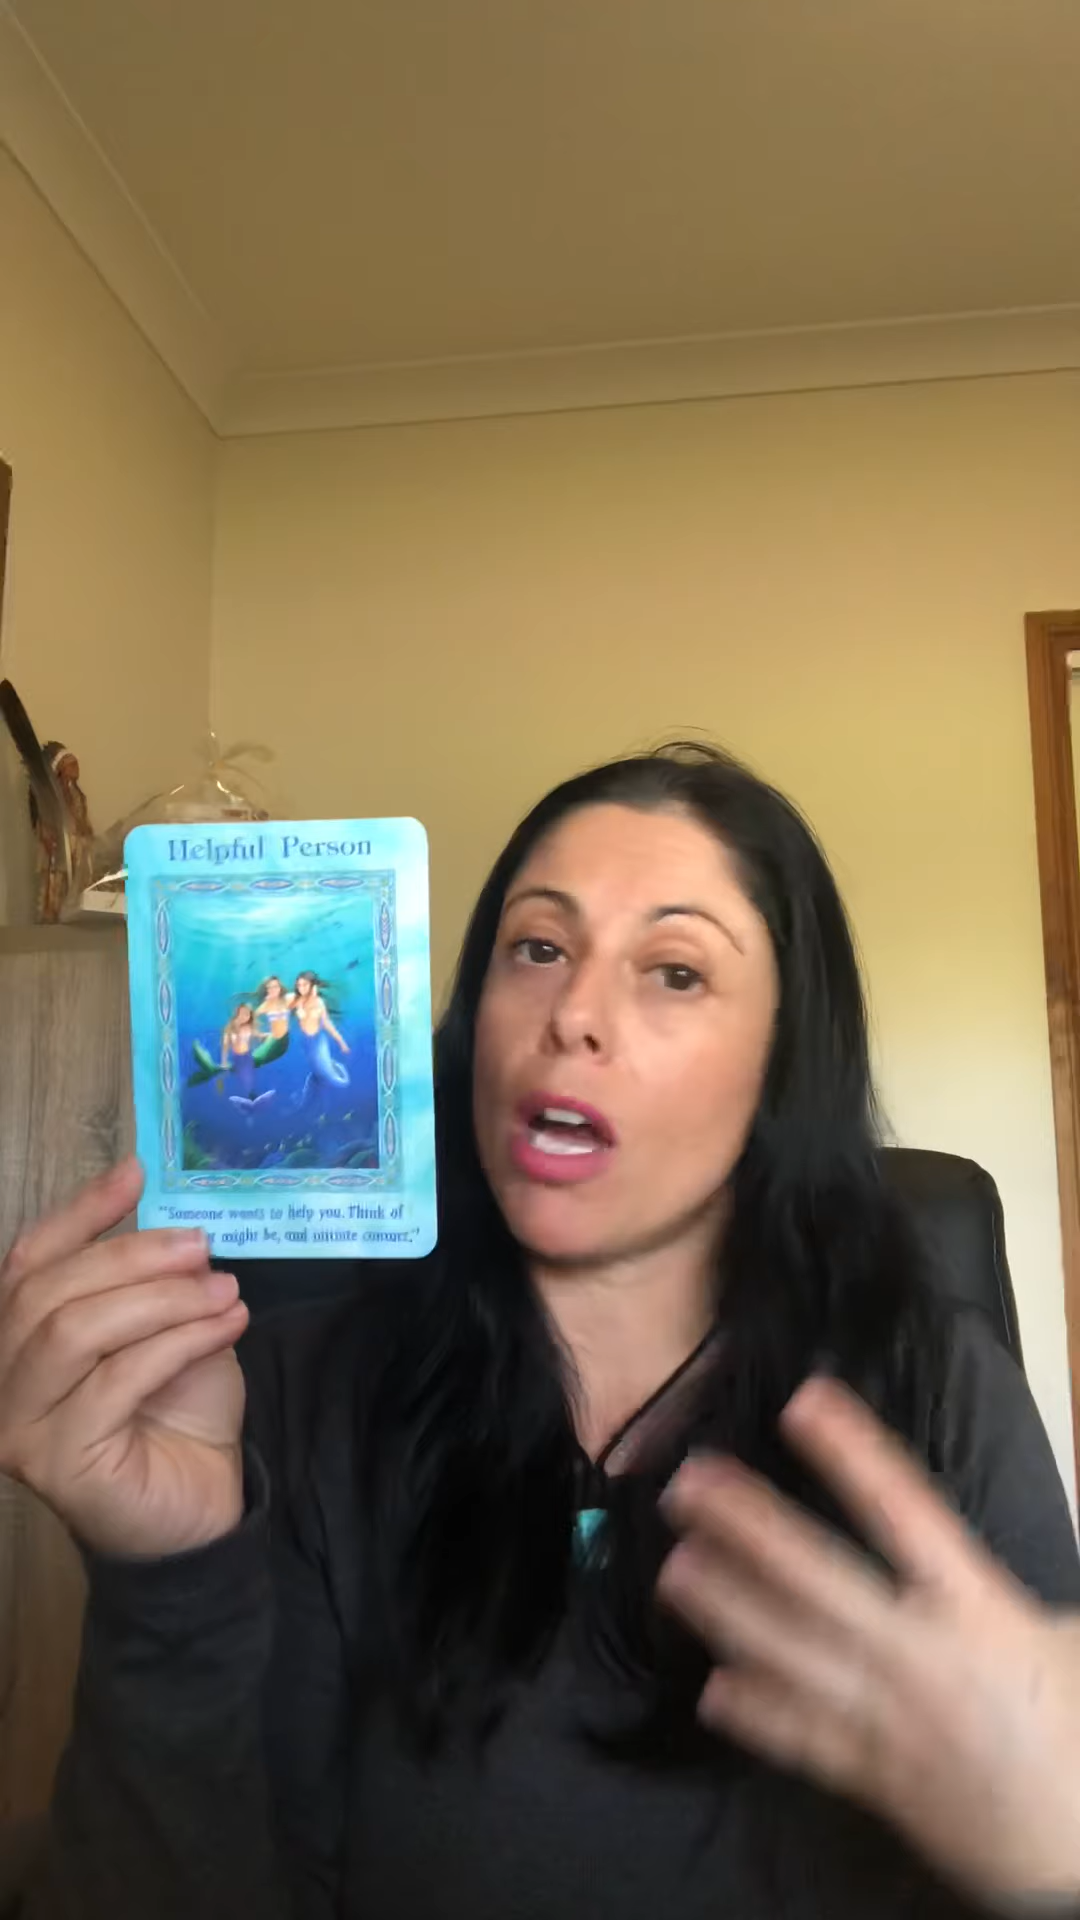 Helpful Person
"Someone wants to help you. Think of
might be, and initiate contact."